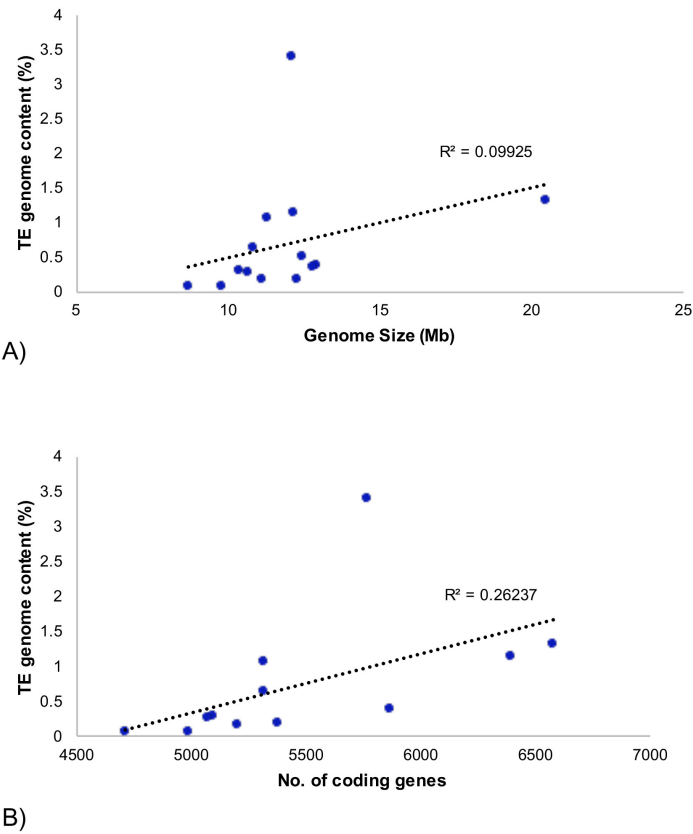 4
3.5
3
2.5
2
1.5
1
0.5
0
TE genome content (%)
R² = 0.09925
5 10 15 20 25
Genome Size (Mb)
A)
4
3.5
3
2.5
2
1.5
1
0.5
0
TE genome content (%)
R² = 0.26237
4500 5000 5500 6000 6500 7000
No. of coding genes
B)